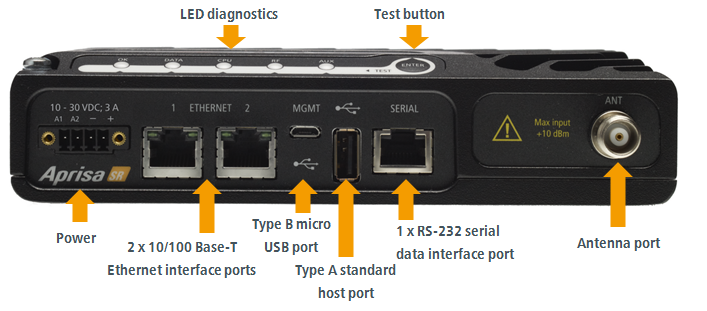 LED diagnostics
Test button
OK DATA CPU RF AUX
TEST
ENTER
10 - 30 VDC; 3 A
A1 A2 − +
1 ETHERNET 2
MGMT
SERIAL
Max input
+10 dBm
ANT
Aprisa SR
Power
2 x 10/100 Base-T
Ethernet interface ports
Type B micro
USB port
Type A standard
host port
1 x RS-232 serial
data interface port
Antenna port